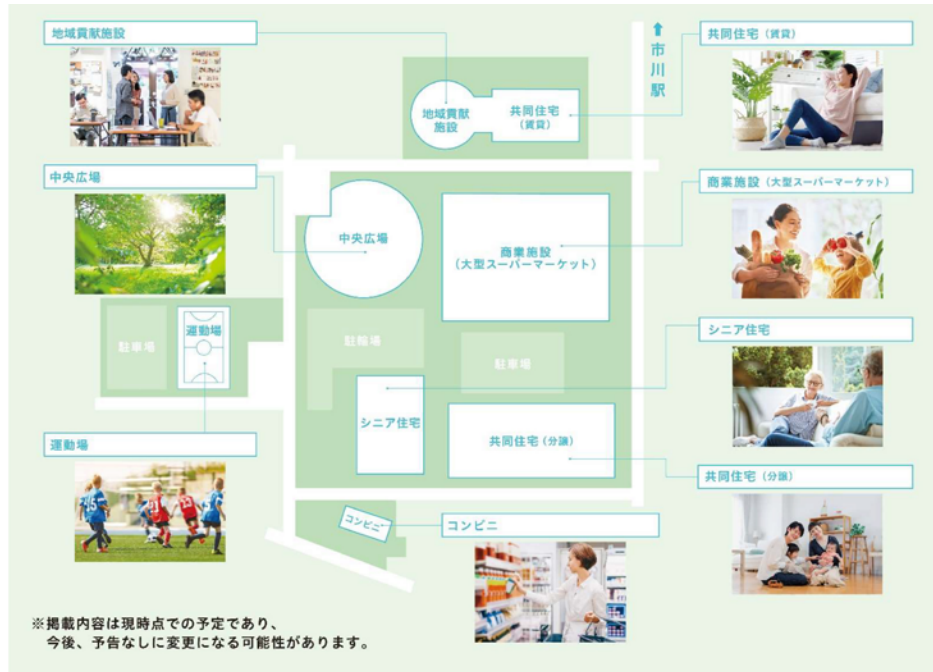 地域貢献施設
↑市川駅
共同住宅（賃貸）
地域貢献
施設
共同住宅
（賃貸）
中央広場
商業施設（大型スーパーマーケット）
中央広場
商業施設
（大型スーパーマーケット）
駐車場
運動場
駐輪場
駐車場
シニア住宅
シニア住宅
共同住宅（分譲）
運動場
共同住宅（分譲）
コンビニ
コンビニ
※掲載内容は現時点での予定であり、
今後、予告なしに変更になる可能性があります。